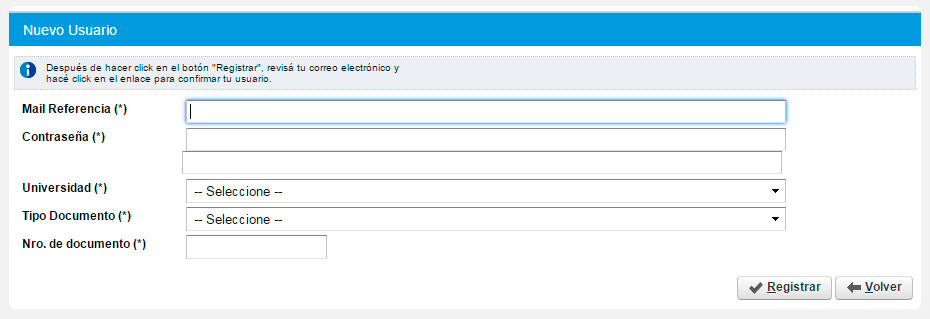 Nuevo Usuario
Después de hacer click en el botón "Registrar", revisá tu correo electrónico y
hacé click en el enlace para confirmar tu usuario.
Mail Referencia (*)
Contraseña (*)
Universidad (*)
-- Seleccione --
Tipo Documento (*)
-- Seleccione --
Nro. de documento (*)
Registrar
Volver